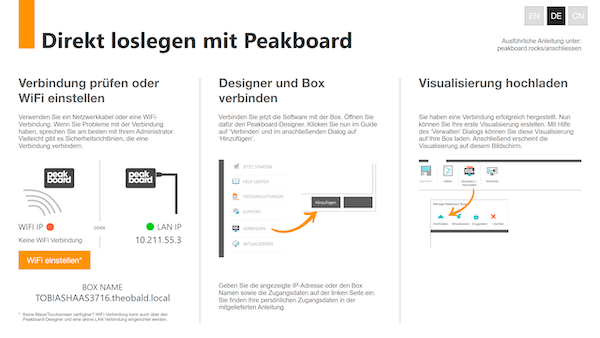 EN DE CN
Direkt loslegen mit Peakboard
Ausführliche Anleitung unter:
peakboard.rocks/anschliessen
Verbindung prüfen oder
WiFi einstellen
Verwenden Sie ein Netzwerkkabel oder eine WiFi-
Verbindung. Wenn Sie Probleme mit der Verbindung
haben, sprechen Sie am besten mit Ihrem Administrator.
Vielleicht gibt es Sicherheitsrichtlinien, die eine
Verbindung verhindern.
peak
board
peak
board
WIFI IP
ODER
LAN IP
Keine WiFi Verbindung
10.211.55.3
WiFi einstellen*
BOX NAME
TOBIASHAAS3716.theobald.local
* Keine Maus/Touchscreen verfügbar? WiFi-Verbindung kann auch über den
Peakboard-Designer und eine aktive LAN Verbindung eingerichtet werden.
Designer und Box
verbinden
Verbinden Sie jetzt die Software mit der Box. Öffnen Sie
dafür den Peakboard-Designer. Klicken Sie nun im Guide
auf 'Verbinden' und im anschließenden Dialog auf
'Hinzufügen'.
JETZT STARTEN
HELP CENTER
VIDEOANLEITUNGEN
SUPPORT
VERBINDEN
AKTUALISIEREN
Hinzufügen
Geben Sie die angezeigte IP-Adresse oder den Box
Namen sowie die Zugangsdaten auf der linken Seite ein.
Sie finden Ihre persönlichen Zugangsdaten in der
mitgelieferten Anleitung.
Visualisierung hochladen
Sie haben eine Verbindung erfolgreich hergestellt. Nun
können Sie Ihre erste Visualisierung erstellen. Mit Hilfe
des 'Verwalten' Dialogs können Sie diese Visualisierung
auf Ihre Box laden. Anschließend erscheint die
Visualisierung auf diesem Bildschirm.
Hochladen